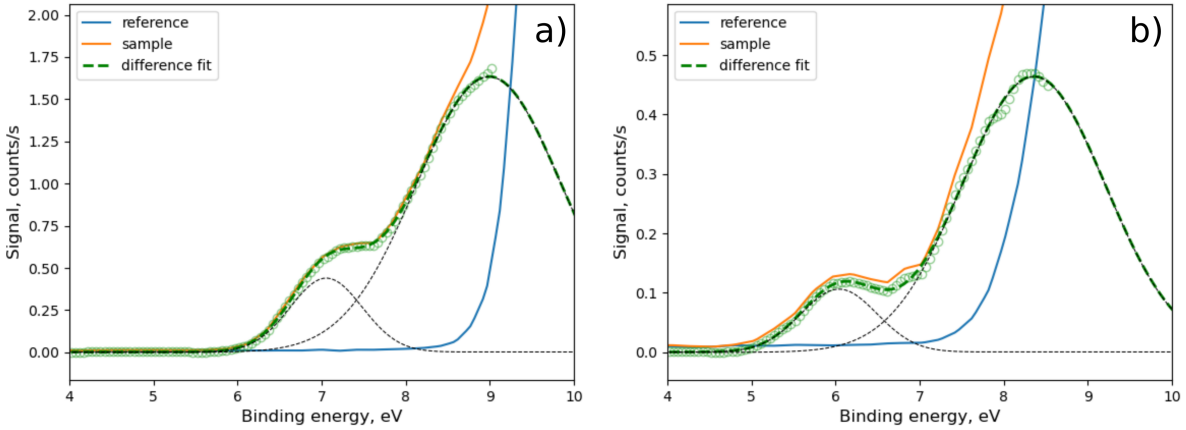 a)
reference
sample
difference fit
Signal, counts/s
2.00
1.75
1.50
1.25
1.00
0.75
0.50
0.25
0.00
4 5 6 7 8 9 10
Binding energy, eV
b)
reference
sample
difference fit
Signal, counts/s
0.5
0.4
0.3
0.2
0.1
0.0
4 5 6 7 8 9 10
Binding energy, eV